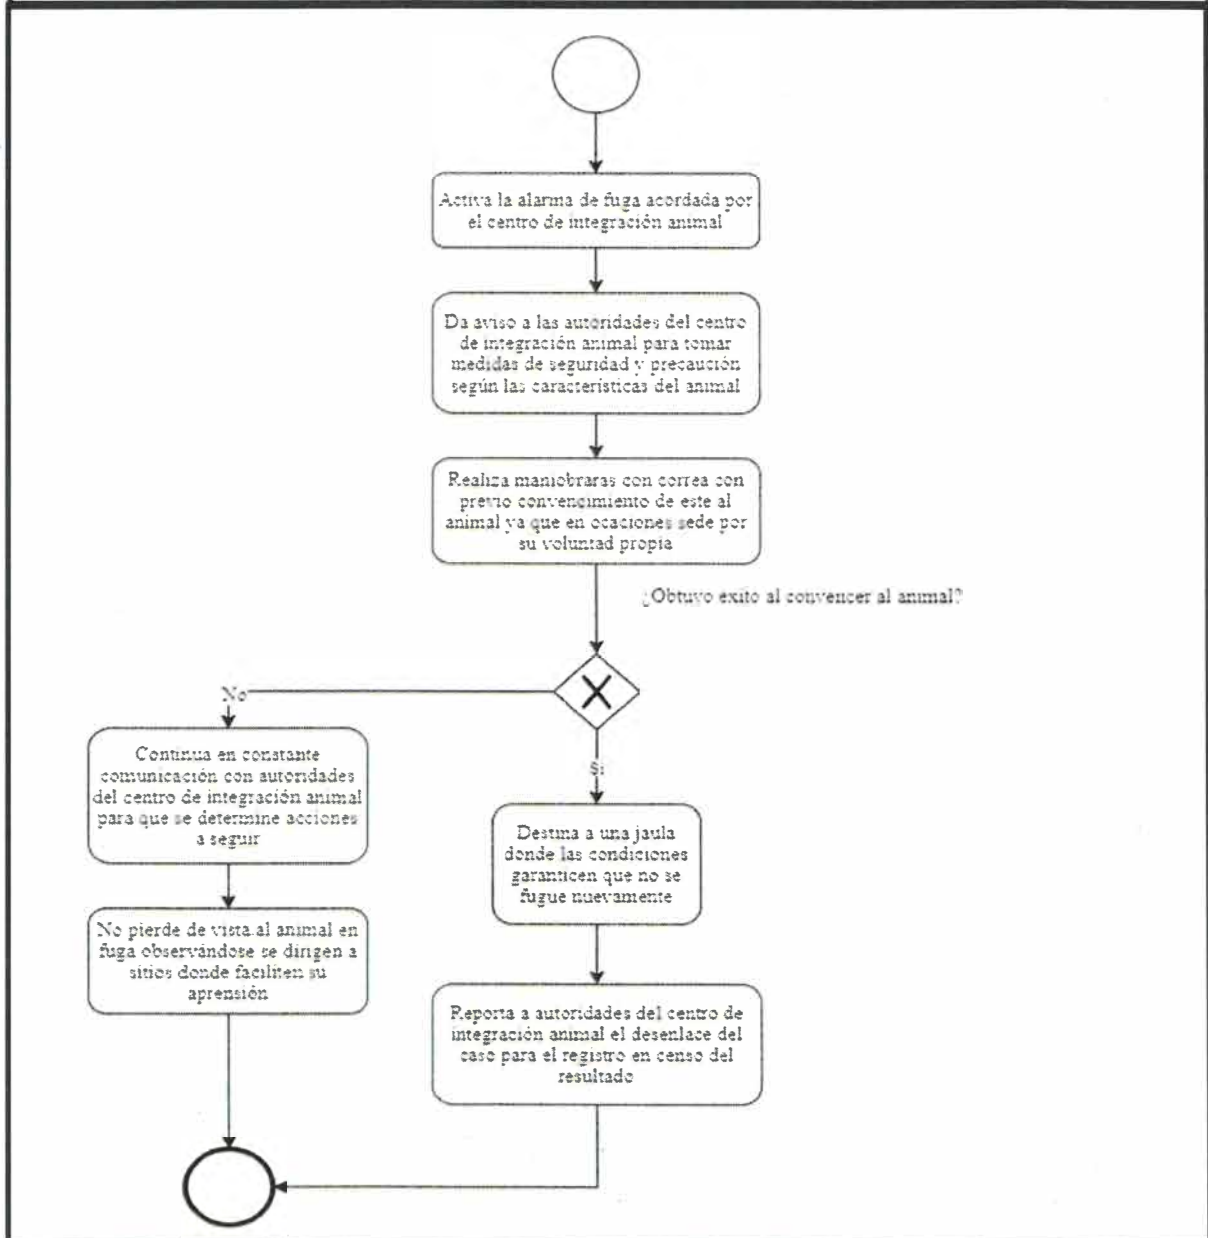 Activa la alarma de fuga acordada por
el centro de integración animal
Da aviso a las autoridades del centro
de integración animal para tomar
medidas de seguridad y precaución
según las características del animal
Realiza maniobraras con correa con
previo convencimiento de este al
animal ya que en ocaciones sede por
su voluntad propia
¿Obtuvo exito al convencer al animal?
No
Si
Continua en constante
comunicación con autoridades
del centro de integración animal
para que se determine acciones
a seguir
Destina a una jaula
donde las condiciones
garanticen que no se
fugue nuevamente
No pierde de vista al animal en
fuga observándose se dirigen a
sitios donde faciliten su
aprensión
Reporta a autoridades del centro de
integración animal el desenlace del
caso para el registro en censo del
resultado